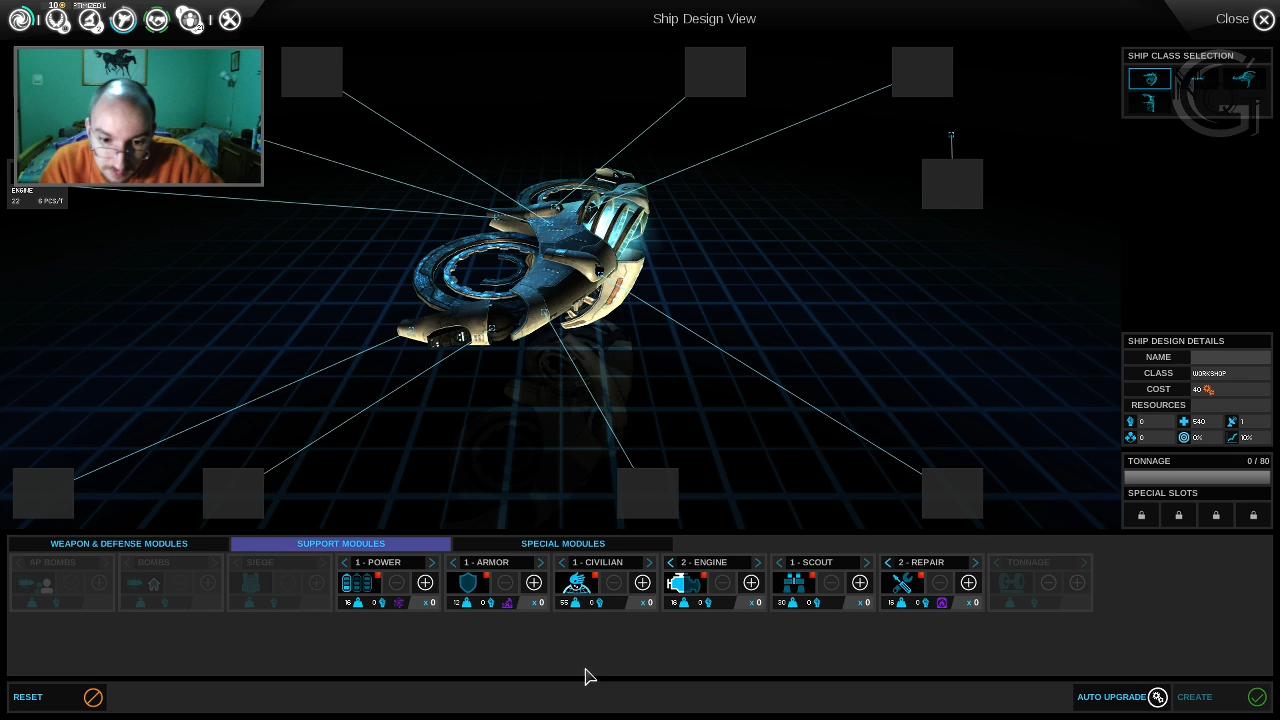 10
OPTIMIZED L
Ship Design View
Close
SHIP CLASS SELECTION
Gj
ENGINE
22 6 PCS/T
SHIP DESIGN DETAILS
NAME
CLASS WORKSHOP
COST 40
RESOURCES
0 540 1
0 0% 10%
TONNAGE 0 / 80
SPECIAL SLOTS
WEAPON & DEFENSE MODULES SUPPORT MODULES SPECIAL MODULES
AP BOMBS BOMBS SIEGE 1 - POWER 1 - ARMOR 1 - CIVILIAN 2 - ENGINE 1 - SCOUT 2 - REPAIR TONNAGE
16 0 x 0 12 0 x 0 55 0 x 0 16 0 x 0 30 0 x 0 16 0 x 0
RESET AUTO UPGRADE CREATE